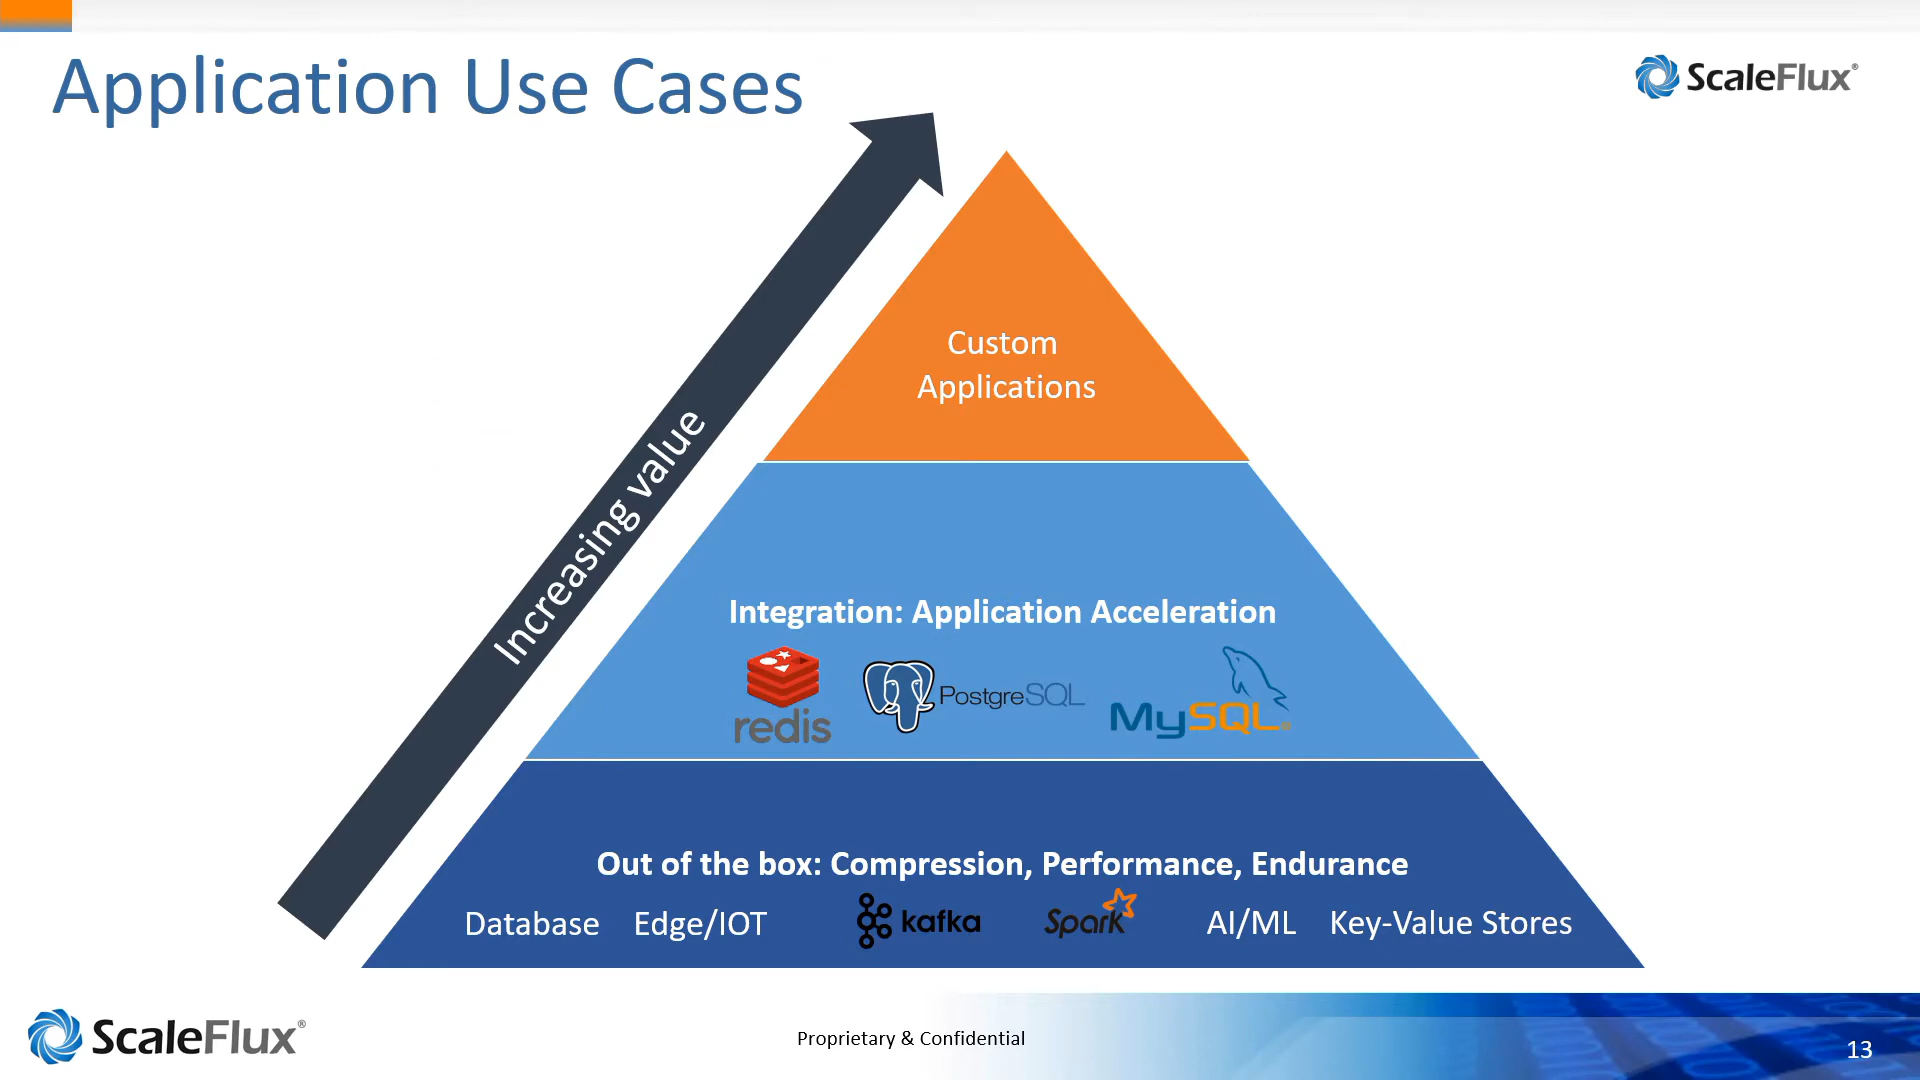 Application Use Cases
ScaleFlux®
Increasing value
Custom
Applications
Integration: Application Acceleration
redis
PostgreSQL
MySQL®
Out of the box: Compression, Performance, Endurance
Database Edge/IOT kafka Spark AI/ML Key-Value Stores
ScaleFlux®
Proprietary & Confidential
13